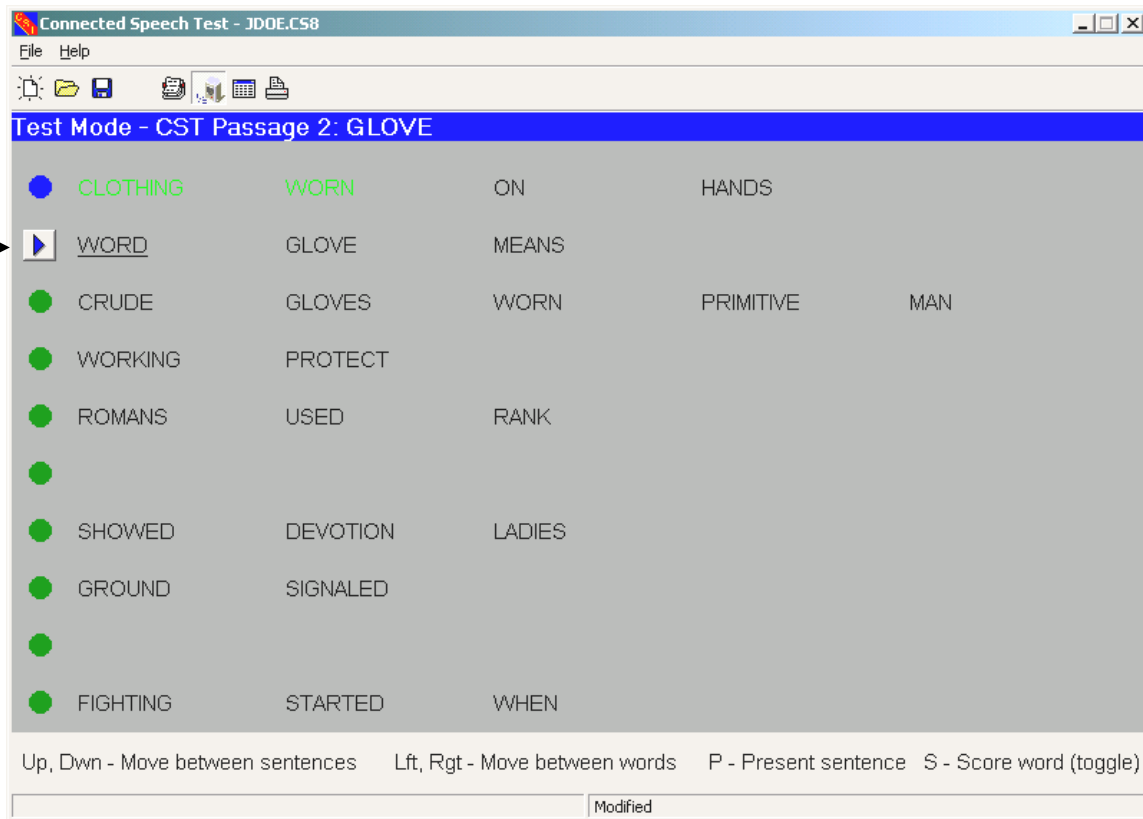 Connected Speech Test - JDOE.CS8
File Help
Test Mode - CST Passage 2: GLOVE
CLOTHING WORN ON HANDS
WORD GLOVE MEANS
CRUDE GLOVES WORN PRIMITIVE MAN
WORKING PROTECT
ROMANS USED RANK
SHOWED DEVOTION LADIES
GROUND SIGNALED
FIGHTING STARTED WHEN
Up, Dwn - Move between sentences Lft, Rgt - Move between words P - Present sentence S - Score word (toggle)
Modified